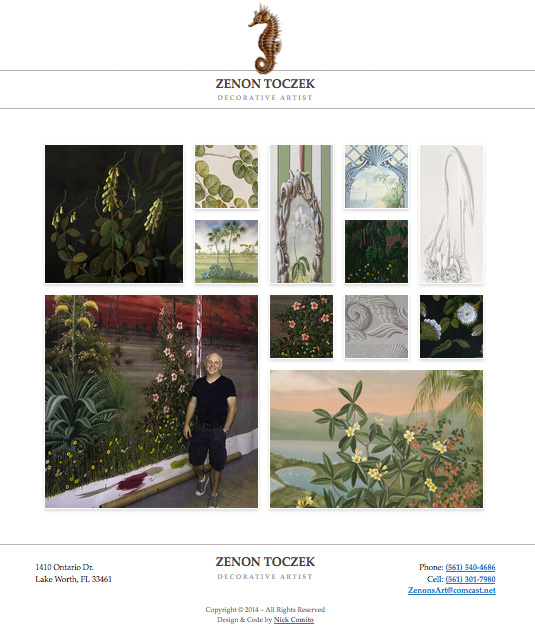 ZENON TOCZEK
DECORATIVE ARTIST
1410 Ontario Dr.
Lake Worth, FL 33461
ZENON TOCZEK
DECORATIVE ARTIST
Phone: (561) 540-4686
Cell: (561) 301-7980
ZenonsArt@comcast.net
Copyright © 2014 – All Rights Reserved
Design & Code by Nick Comito